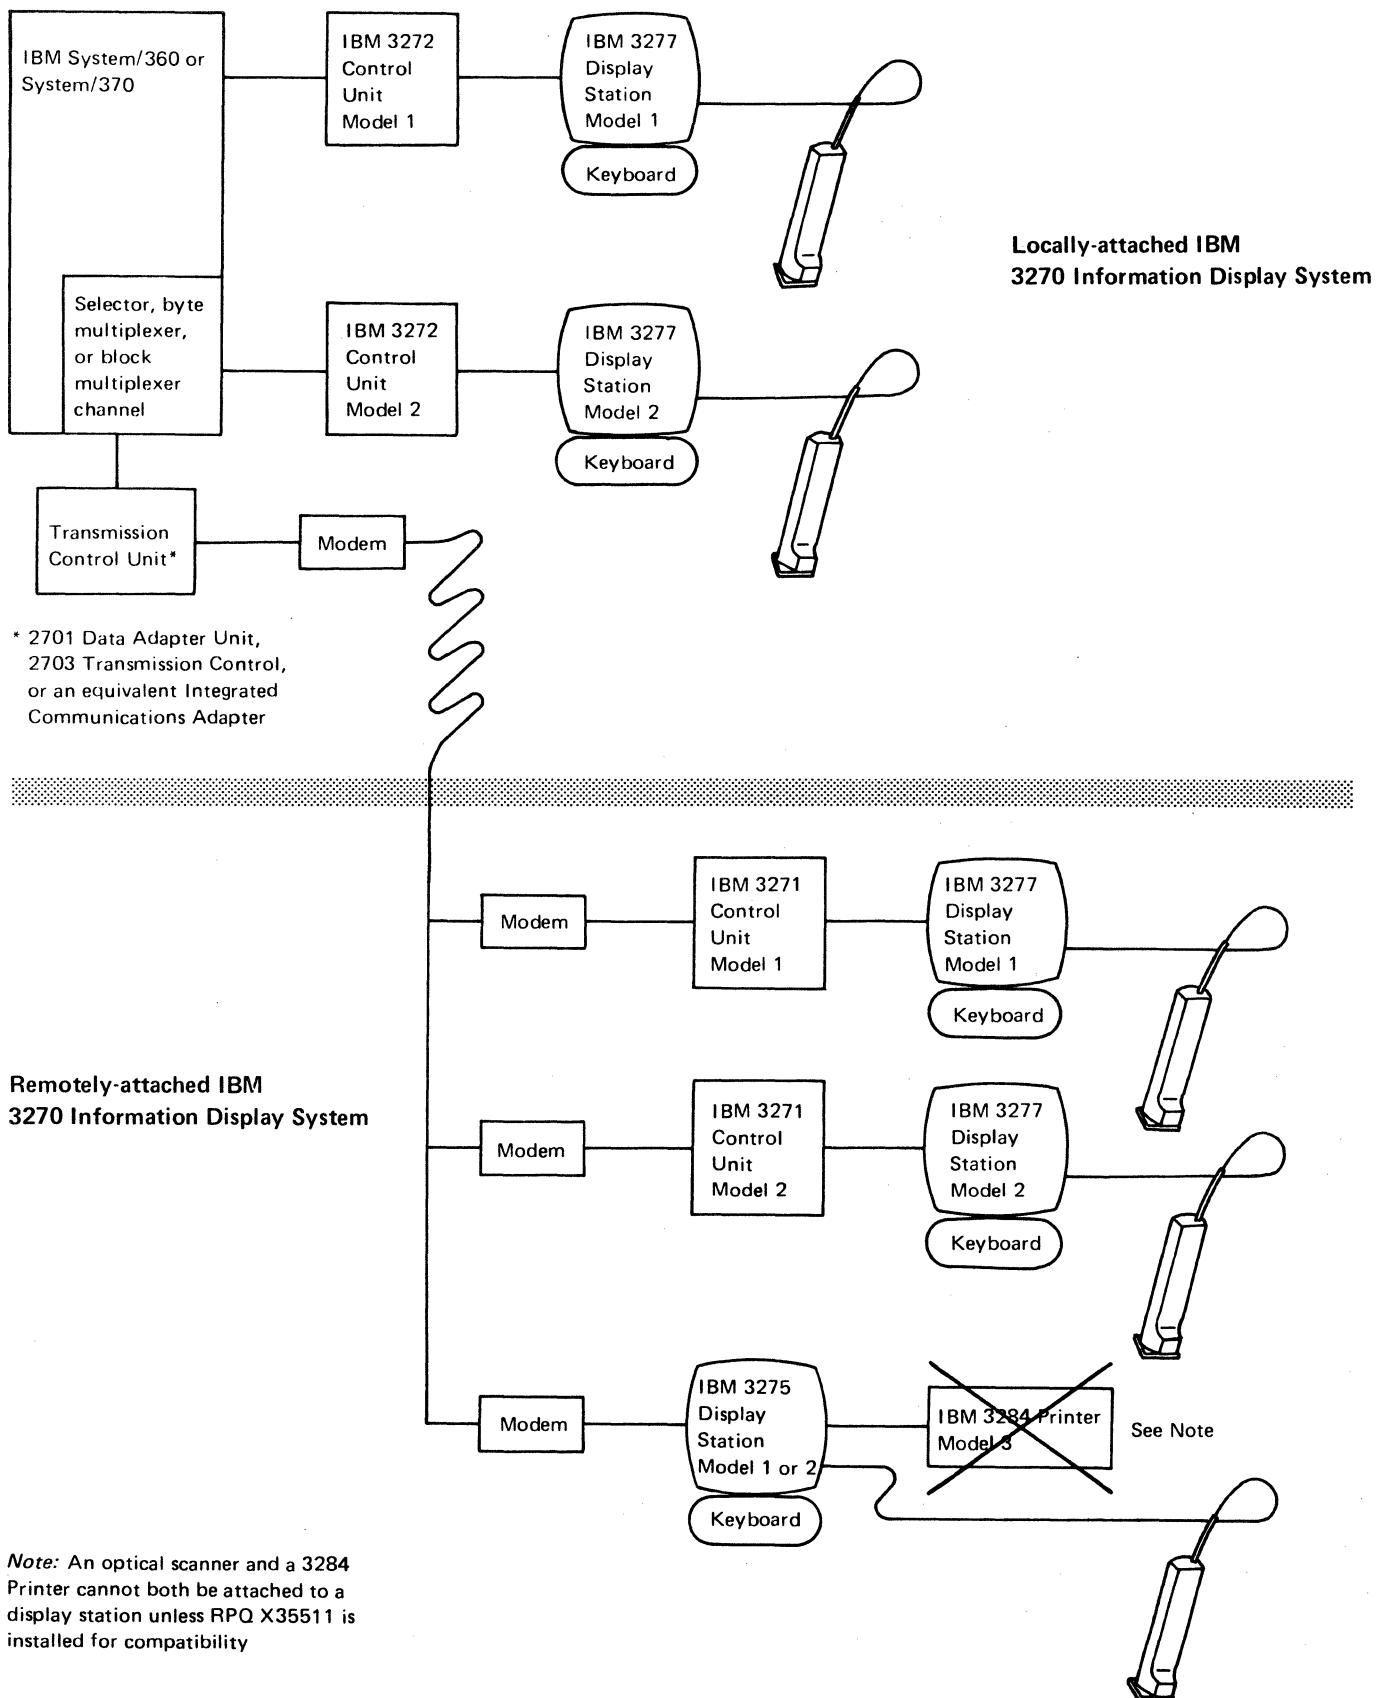 IBM System/360 or
System/370
IBM 3272
Control
Unit
Model 1
IBM 3277
Display
Station
Model 1
Keyboard
Locally-attached IBM
3270 Information Display System
Selector, byte
multiplexer,
or block
multiplexer
channel
IBM 3272
Control
Unit
Model 2
IBM 3277
Display
Station
Model 2
Keyboard
Transmission
Control Unit*
Modem
* 2701 Data Adapter Unit,
2703 Transmission Control,
or an equivalent Integrated
Communications Adapter
Modem
IBM 3271
Control
Unit
Model 1
IBM 3277
Display
Station
Model 1
Keyboard
Remotely-attached IBM
3270 Information Display System
Modem
IBM 3271
Control
Unit
Model 2
IBM 3277
Display
Station
Model 2
Keyboard
Modem
IBM 3275
Display
Station
Model 1 or 2
Keyboard
IBM 3284 Printer
Model 3
See Note
Note: An optical scanner and a 3284
Printer cannot both be attached to a
display station unless RPQ X35511 is
installed for compatibility